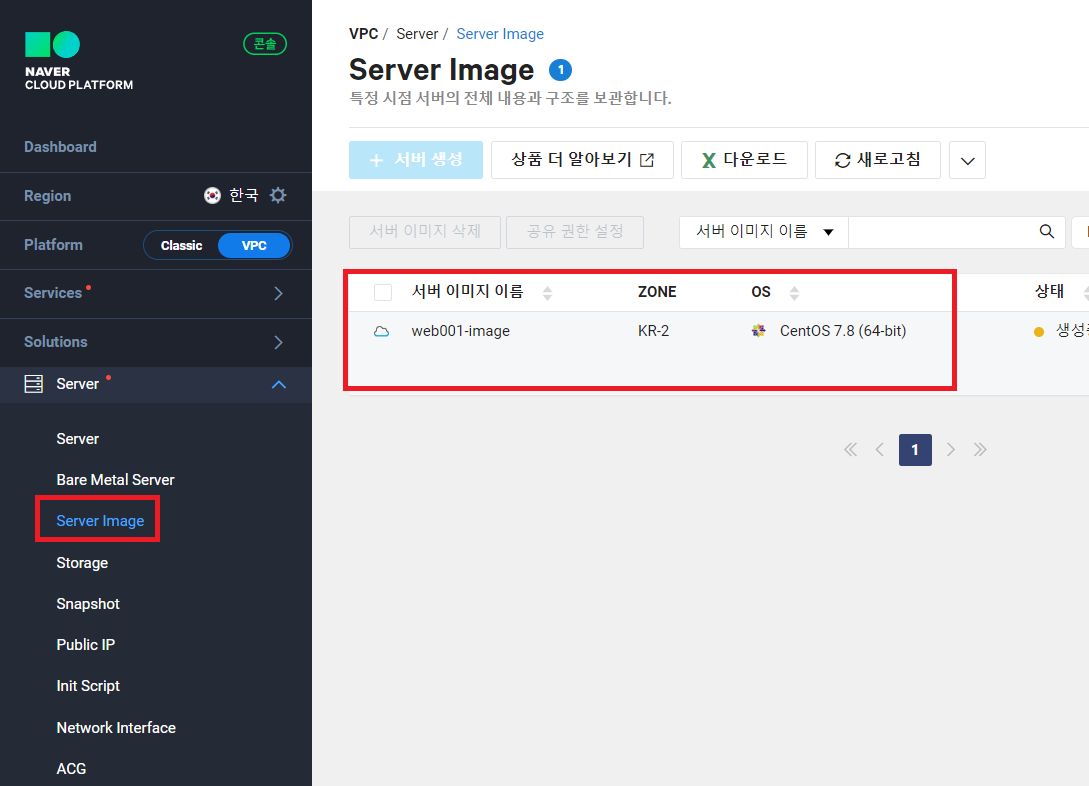 NAVER
CLOUD PLATFORM
콘솔
Dashboard
Region 한국
Platform Classic VPC
Services
Solutions
Server
Server
Bare Metal Server
Server Image
Storage
Snapshot
Public IP
Init Script
Network Interface
ACG
VPC / Server / Server Image
Server Image 1
특정 시점 서버의 전체 내용과 구조를 보관합니다.
+ 서버 생성 상품 더 알아보기 다운로드 새로고침
서버 이미지 삭제 공유 권한 설정 서버 이미지 이름
서버 이미지 이름 ZONE OS 상태
web001-image KR-2 CentOS 7.8 (64-bit)
1